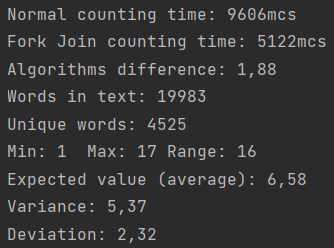 Normal counting time: 9606mcs
Fork Join counting time: 5122mcs
Algorithms difference: 1,88
Words in text: 19983
Unique words: 4525
Min: 1  Max: 17 Range: 16
Expected value (average): 6,58
Variance: 5,37
Deviation: 2,32